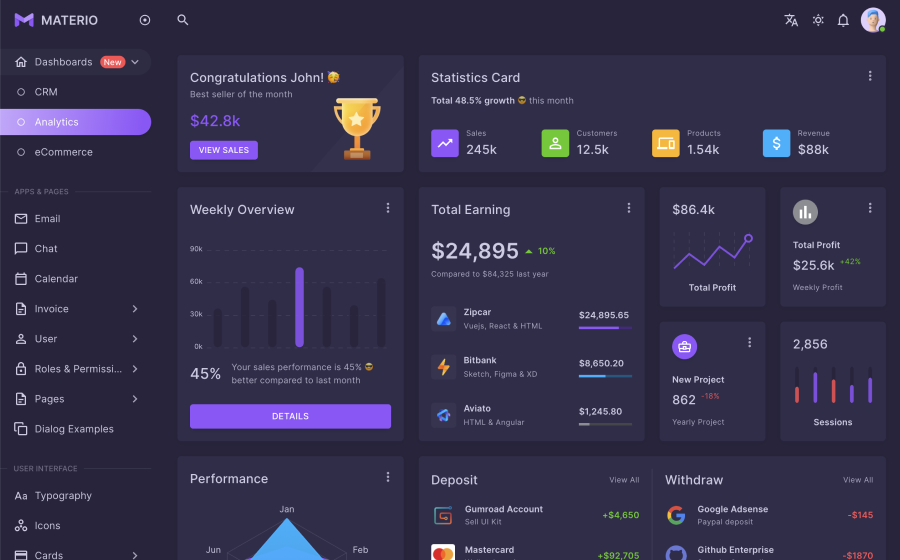 MATERIO
Dashboards New
CRM
Analytics
eCommerce
APPS & PAGES
Email
Chat
Calendar
Invoice
User
Roles & Permissi...
Pages
Dialog Examples
USER INTERFACE
Aa Typography
Icons
Cards
Congratulations John! 🥳
Best seller of the month
$42.8k
VIEW SALES
Statistics Card
Total 48.5% growth 😎 this month
Sales
245k
Customers
12.5k
Products
1.54k
Revenue
$88k
Weekly Overview
90k
60k
30k
0k
45%
Your sales performance is 45% 😎
better compared to last month
DETAILS
Total Earning
$24,895 10%
Compared to $84,325 last year
Zipcar
Vuejs, React & HTML
$24,895.65
Bitbank
Sketch, Figma & XD
$8,650.20
Aviato
HTML & Angular
$1,245.80
$86.4k
Total Profit
Total Profit
$25.6k +42%
Weekly Profit
New Project
862 -18%
Yearly Project
2,856
Sessions
Performance
Jan
Jun
Feb
Deposit
View All
Gumroad Account
Sell UI Kit
+$4,650
Mastercard
+$92,705
Withdraw
View All
Google Adsense
Paypal deposit
-$145
Github Enterprise
-$1870